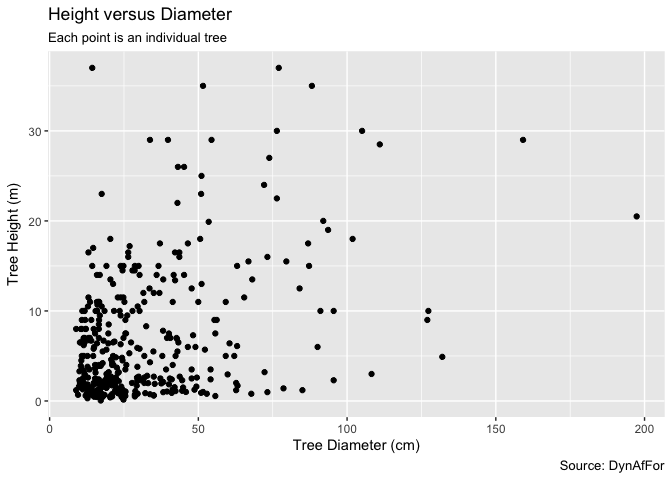 Height versus Diameter
Each point is an individual tree
Tree Height (m)
30
20
10
0
0 50 100 150 200
Tree Diameter (cm)
Source: DynAfFor